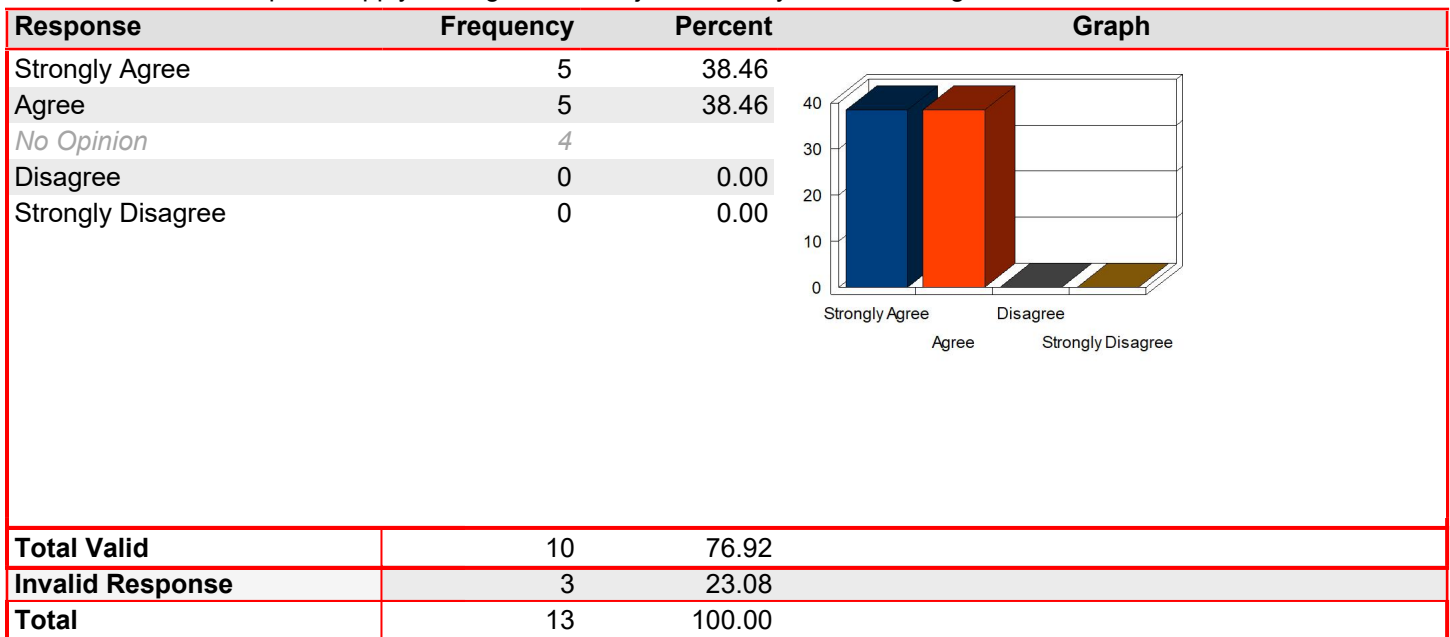 Response Frequency Percent Graph
Strongly Agree 5 38.46
Agree 5 38.46
No Opinion 4
Disagree 0 0.00
Strongly Disagree 0 0.00
40
30
20
10
0
Strongly Agree Disagree
Agree Strongly Disagree
Total Valid 10 76.92
Invalid Response 3 23.08
Total 13 100.00